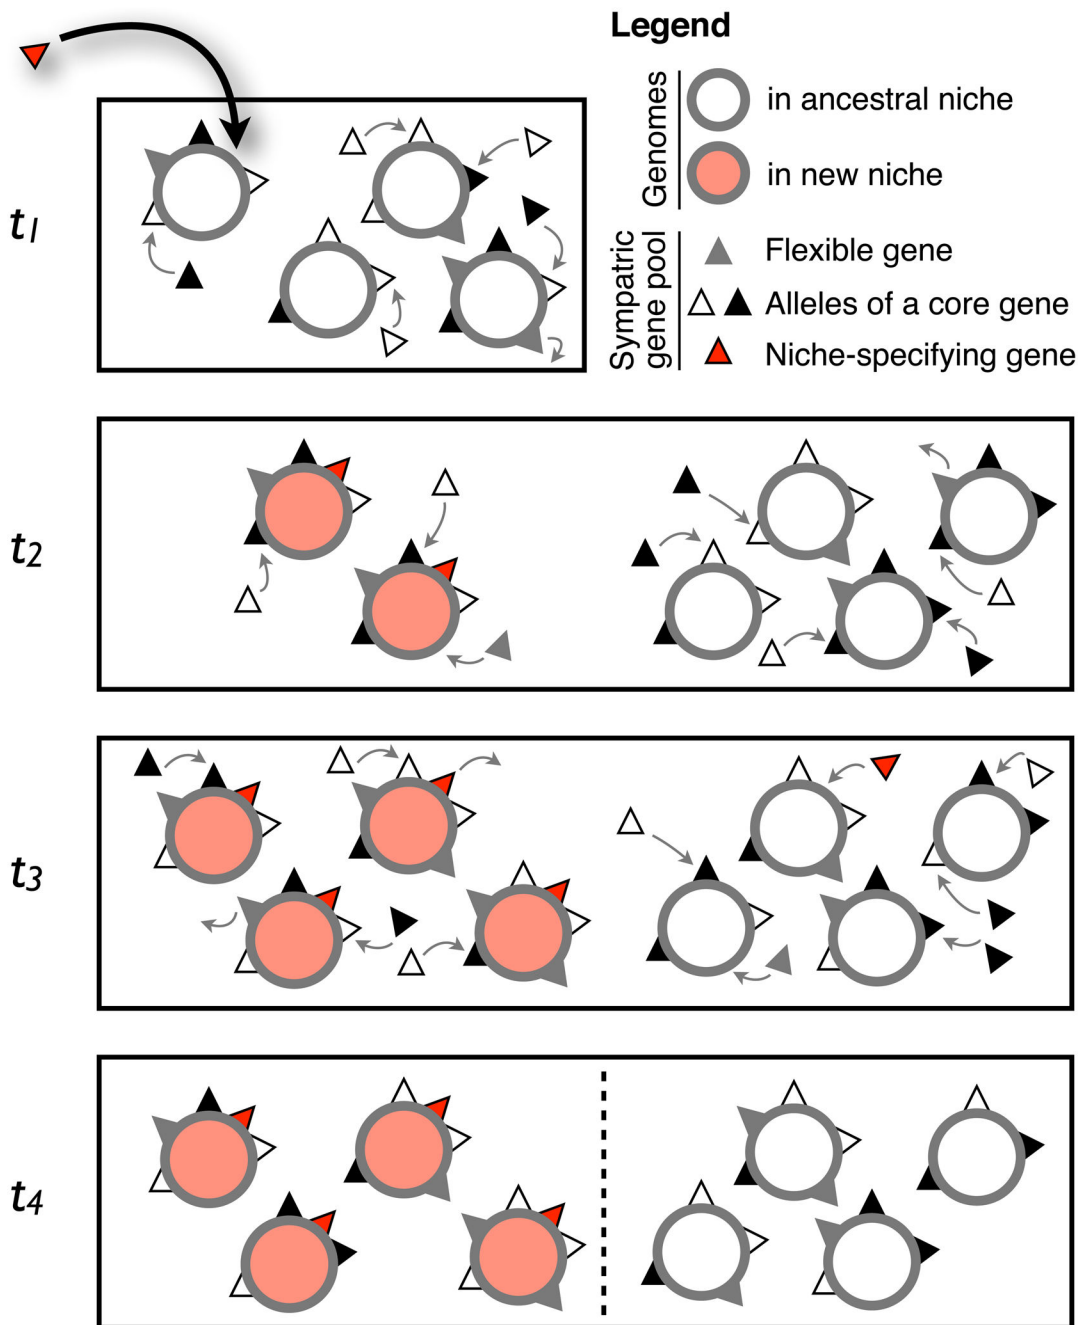 Legend
Genomes
in ancestral niche
in new niche
Sympatric
gene pool
Flexible gene
Alleles of a core gene
Niche-specifying gene
t1
t2
t3
t4